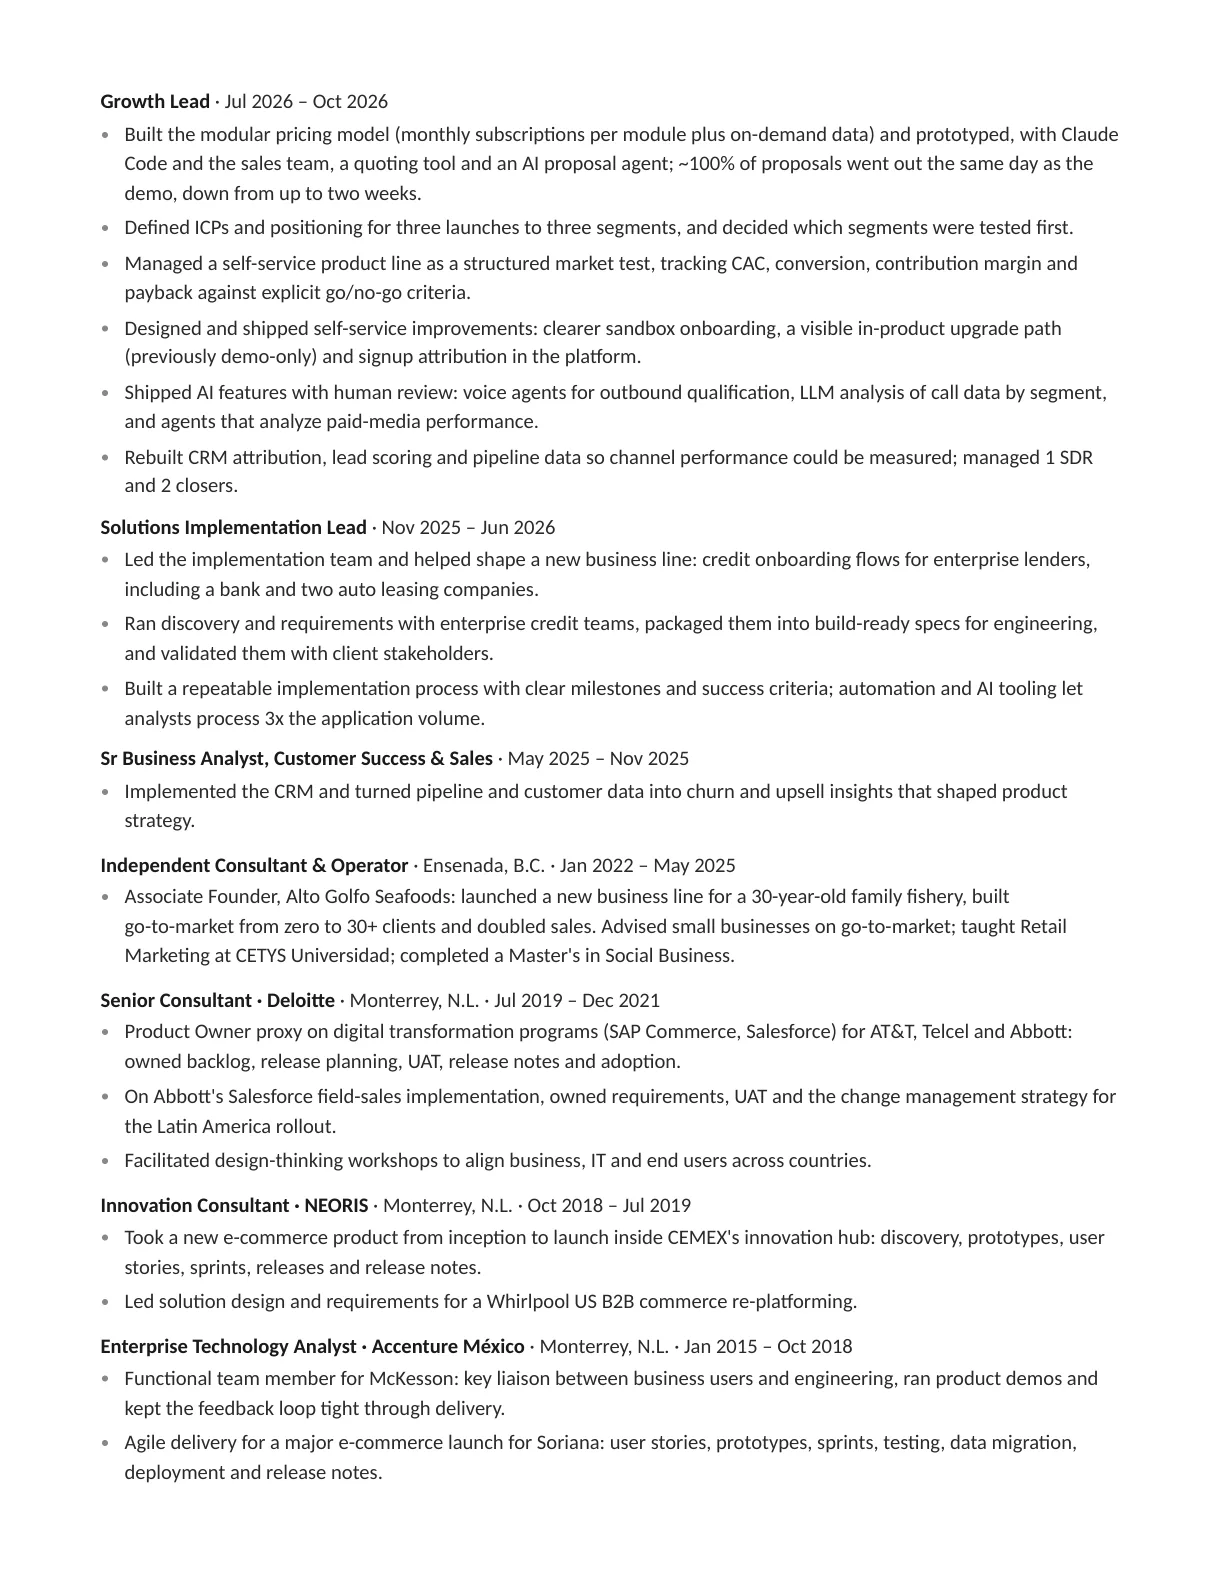 Growth Lead · Jul 2026 – Oct 2026
• Built the modular pricing model (monthly subscriptions per module plus on-demand data) and prototyped, with Claude
Code and the sales team, a quoting tool and an AI proposal agent; ~100% of proposals went out the same day as the
demo, down from up to two weeks.
• Defined ICPs and positioning for three launches to three segments, and decided which segments were tested first.
• Managed a self-service product line as a structured market test, tracking CAC, conversion, contribution margin and
payback against explicit go/no-go criteria.
• Designed and shipped self-service improvements: clearer sandbox onboarding, a visible in-product upgrade path
(previously demo-only) and signup attribution in the platform.
• Shipped AI features with human review: voice agents for outbound qualification, LLM analysis of call data by segment,
and agents that analyze paid-media performance.
• Rebuilt CRM attribution, lead scoring and pipeline data so channel performance could be measured; managed 1 SDR
and 2 closers.
Solutions Implementation Lead · Nov 2025 – Jun 2026
• Led the implementation team and helped shape a new business line: credit onboarding flows for enterprise lenders,
including a bank and two auto leasing companies.
• Ran discovery and requirements with enterprise credit teams, packaged them into build-ready specs for engineering,
and validated them with client stakeholders.
• Built a repeatable implementation process with clear milestones and success criteria; automation and AI tooling let
analysts process 3x the application volume.
Sr Business Analyst, Customer Success & Sales · May 2025 – Nov 2025
• Implemented the CRM and turned pipeline and customer data into churn and upsell insights that shaped product
strategy.
Independent Consultant & Operator · Ensenada, B.C. · Jan 2022 – May 2025
• Associate Founder, Alto Golfo Seafoods: launched a new business line for a 30-year-old family fishery, built
go-to-market from zero to 30+ clients and doubled sales. Advised small businesses on go-to-market; taught Retail
Marketing at CETYS Universidad; completed a Master's in Social Business.
Senior Consultant · Deloitte · Monterrey, N.L. · Jul 2019 – Dec 2021
• Product Owner proxy on digital transformation programs (SAP Commerce, Salesforce) for AT&T, Telcel and Abbott:
owned backlog, release planning, UAT, release notes and adoption.
• On Abbott's Salesforce field-sales implementation, owned requirements, UAT and the change management strategy for
the Latin America rollout.
• Facilitated design-thinking workshops to align business, IT and end users across countries.
Innovation Consultant · NEORIS · Monterrey, N.L. · Oct 2018 – Jul 2019
• Took a new e-commerce product from inception to launch inside CEMEX's innovation hub: discovery, prototypes, user
stories, sprints, releases and release notes.
• Led solution design and requirements for a Whirlpool US B2B commerce re-platforming.
Enterprise Technology Analyst · Accenture México · Monterrey, N.L. · Jan 2015 – Oct 2018
• Functional team member for McKesson: key liaison between business users and engineering, ran product demos and
kept the feedback loop tight through delivery.
• Agile delivery for a major e-commerce launch for Soriana: user stories, prototypes, sprints, testing, data migration,
deployment and release notes.